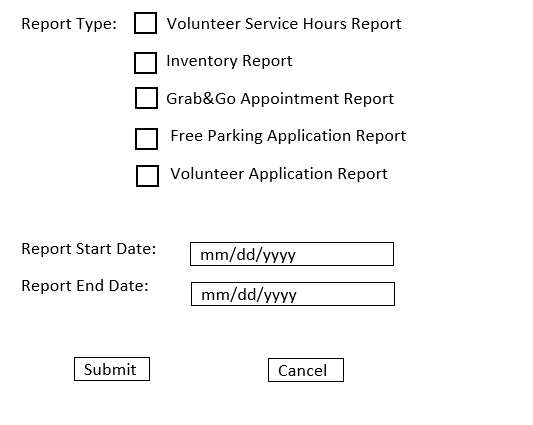 Report Type: Volunteer Service Hours Report
Inventory Report
Grab&Go Appointment Report
Free Parking Application Report
Volunteer Application Report
Report Start Date: mm/dd/yyyy
Report End Date: mm/dd/yyyy
Submit Cancel